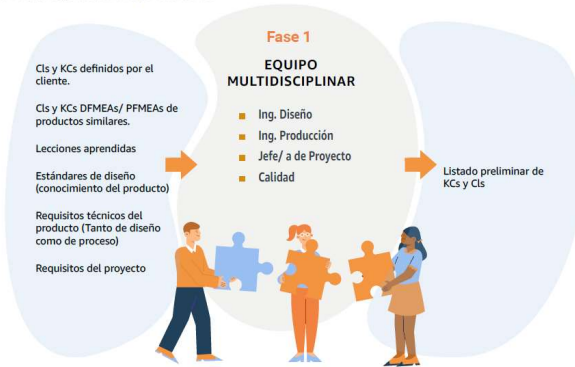 CIs y KCs definidos por el
cliente.
CIs y KCs DFMEAs/ PFMEAs de
productos similares.
Lecciones aprendidas
Estándares de diseño
(conocimiento del producto)
Requisitos técnicos del
producto (Tanto de diseño
como de proceso)
Requisitos del proyecto
Fase 1
EQUIPO
MULTIDISCIPLINAR
Ing. Diseño
Ing. Producción
Jefe/ a de Proyecto
Calidad
Listado preliminar de
KCs y CIs